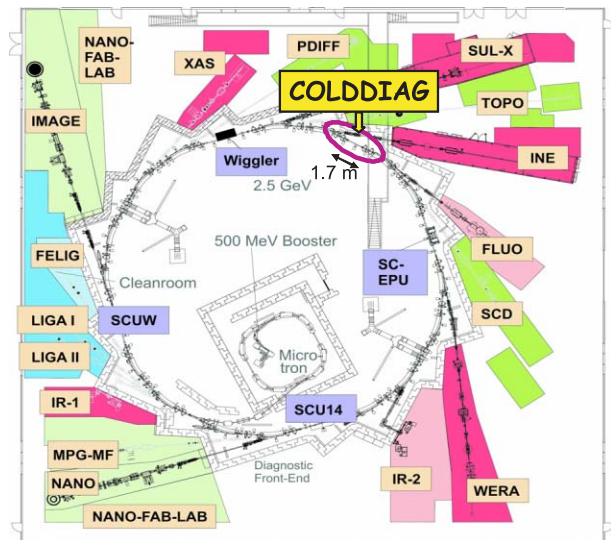 NANO-
FAB-
LAB
XAS
PDIFF
SUL-X
COLDDIAG
TOPO
IMAGE
Wiggler
1.7 m
INE
2.5 GeV
500 MeV Booster
FELIG
Cleanroom
SC-
EPU
FLUO
SCD
LIGA I
SCUW
LIGA II
Micro-
tron
IR-1
SCU14
MPG-MF
Diagnostic
Front-End
NANO
IR-2
WERA
NANO-FAB-LAB